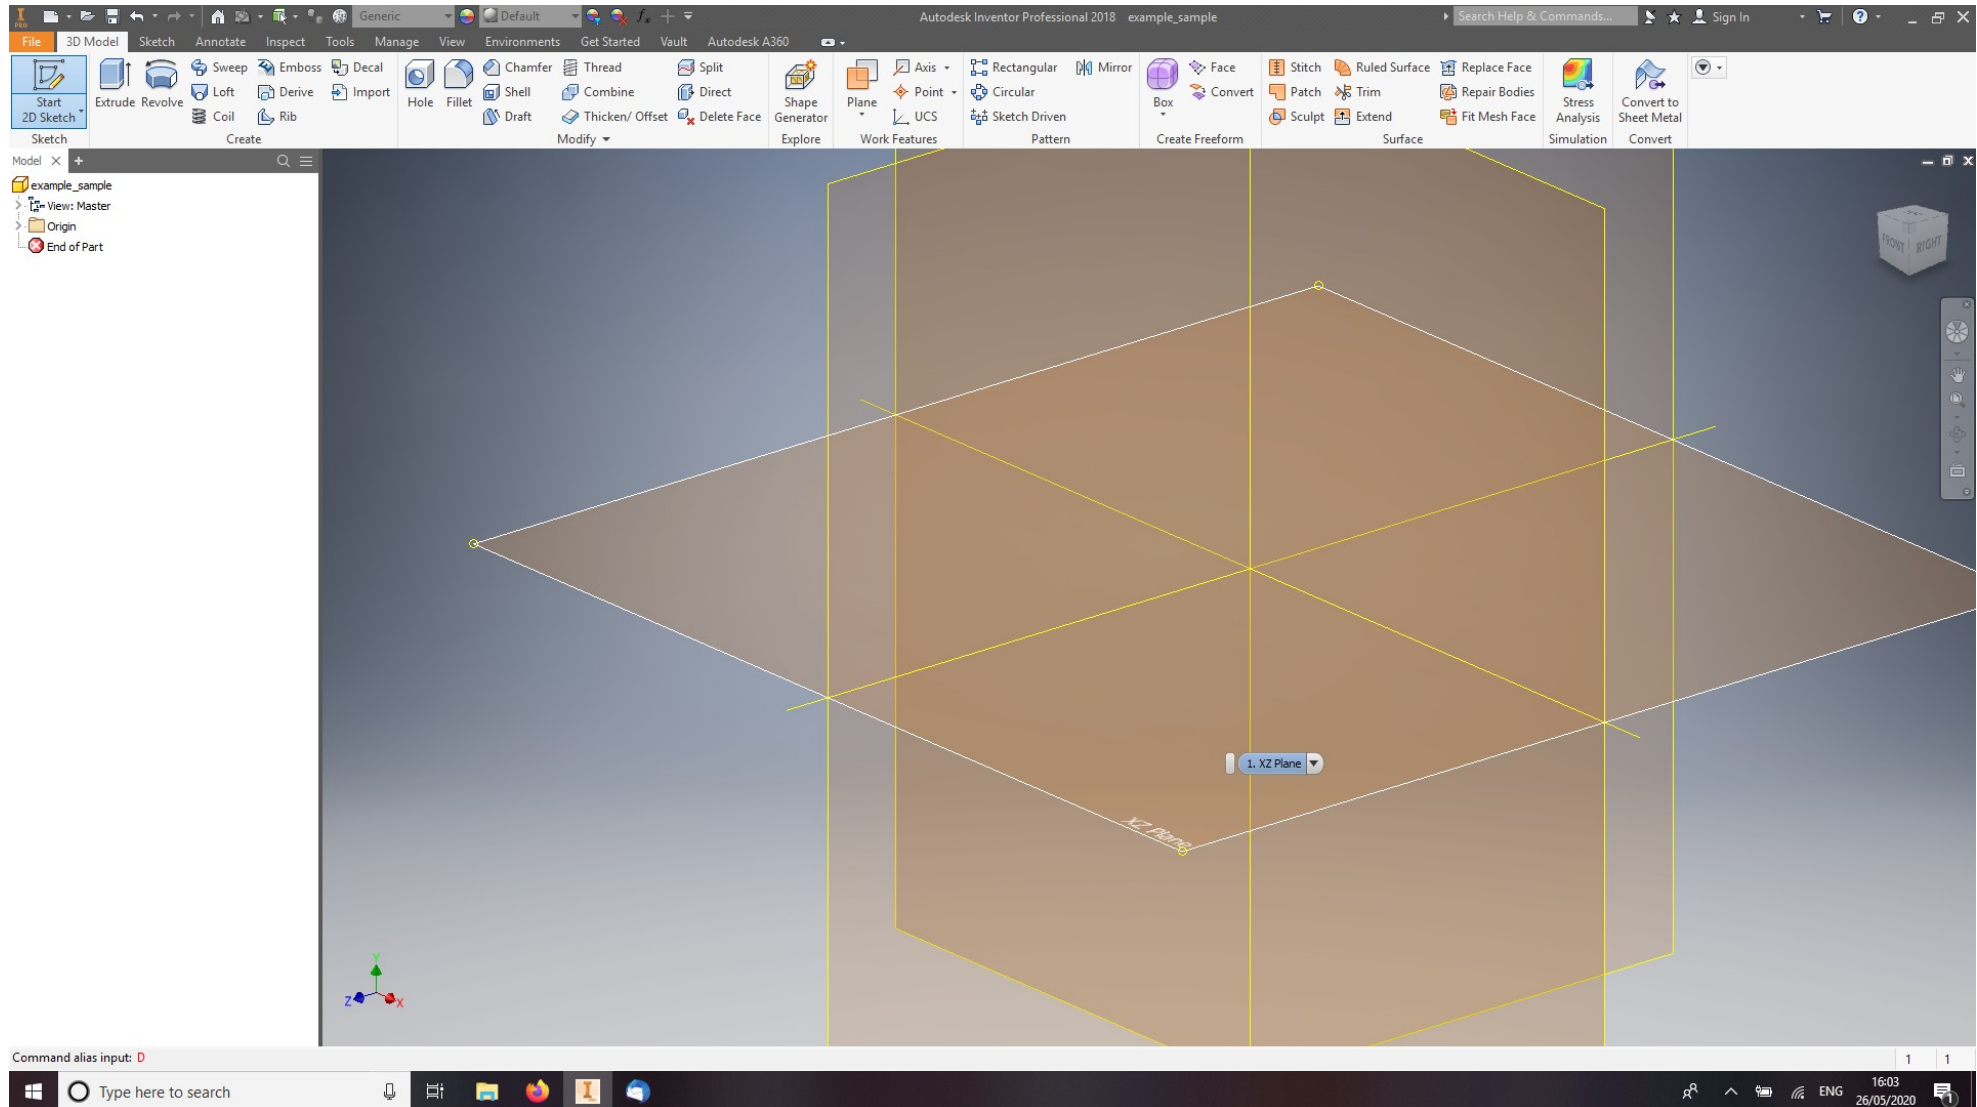 Generic Default Autodesk Inventor Professional 2018 example_sample Search Help & Commands... Sign In
File 3D Model Sketch Annotate Inspect Tools Manage View Environments Get Started Vault Autodesk A360
Sweep Emboss Decal Chamfer Thread Split Axis Rectangular Mirror Face Stitch Ruled Surface Replace Face
Loft Derive Import Shell Combine Direct Point Circular Convert Patch Trim Repair Bodies
Start Extrude Revolve Hole Fillet Shape Plane Box Stress Convert to
2D Sketch Coil Rib Draft Thicken/ Offset Delete Face Generator UCS Sketch Driven Sculpt Extend Fit Mesh Face Analysis Sheet Metal
Sketch Create Modify Explore Work Features Pattern Create Freeform Surface Simulation Convert
Model
example_sample
View: Master
Origin
End of Part
FRONT RIGHT
1. XZ Plane
XZ Plane
Y
Z X
Command alias input: D 1 1
Type here to search ENG 16:03
26/05/2020